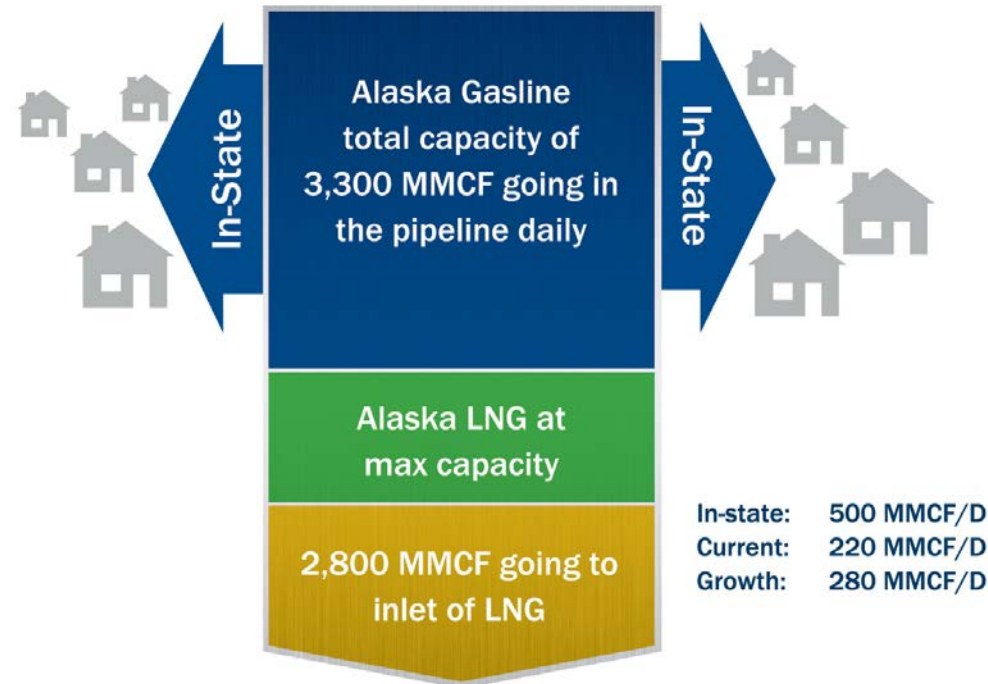 In-State
Alaska Gasline
total capacity of
3,300 MMCF going in
the pipeline daily
In-State
Alaska LNG at
max capacity
2,800 MMCF going to
inlet of LNG
In-state: 500 MMCF/D
Current: 220 MMCF/D
Growth: 280 MMCF/D